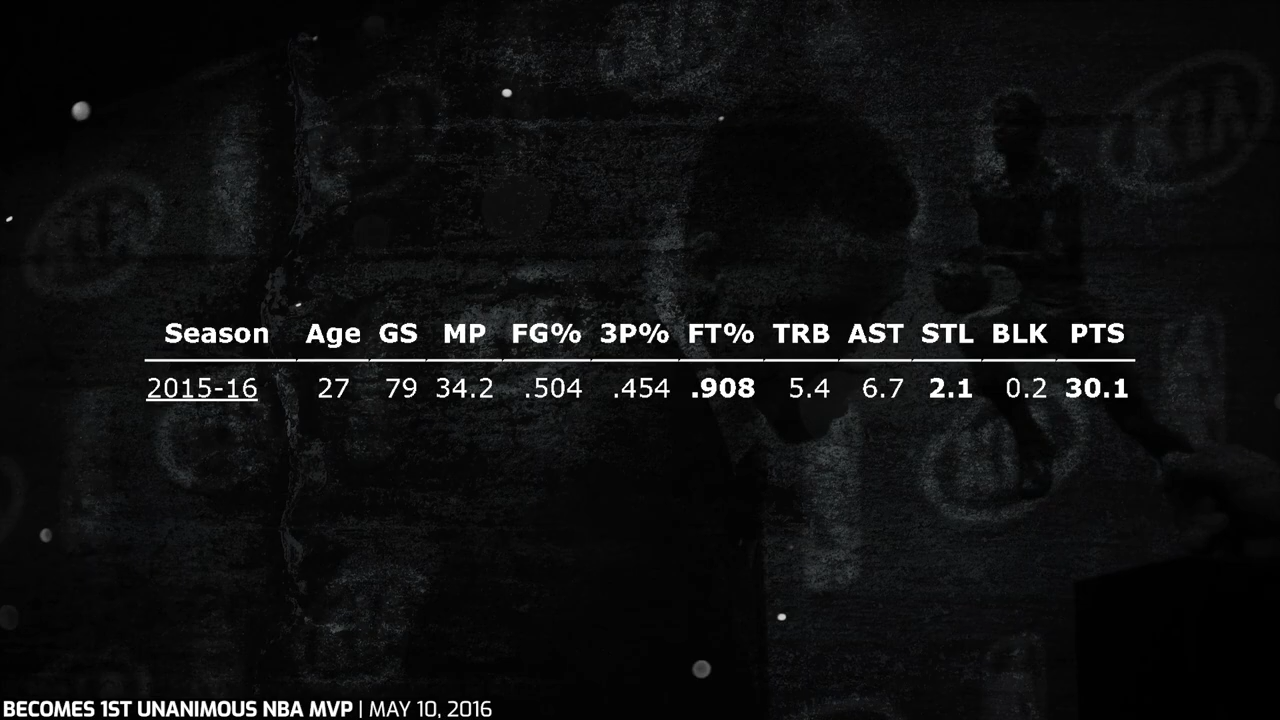 KIA
KIA
Season Age GS MP FG% 3P% FT% TRB AST STL BLK PTS
2015-16 27 79 34.2 .504 .454 .908 5.4 6.7 2.1 0.2 30.1
BECOMES 1ST UNANIMOUS NBA MVP | MAY 10, 2016